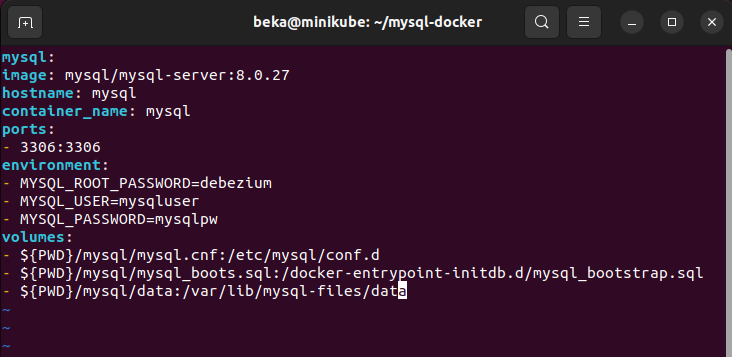 beka@minikube: ~/mysql-docker
mysql:
image: mysql/mysql-server:8.0.27
hostname: mysql
container_name: mysql
ports:
- 3306:3306
environment:
- MYSQL_ROOT_PASSWORD=debezium
- MYSQL_USER=mysqluser
- MYSQL_PASSWORD=mysqlpw
volumes:
- ${PWD}/mysql/mysql.cnf:/etc/mysql/conf.d
- ${PWD}/mysql/mysql_boots.sql:/docker-entrypoint-initdb.d/mysql_bootstrap.sql
- ${PWD}/mysql/data:/var/lib/mysql-files/data
~
~
~